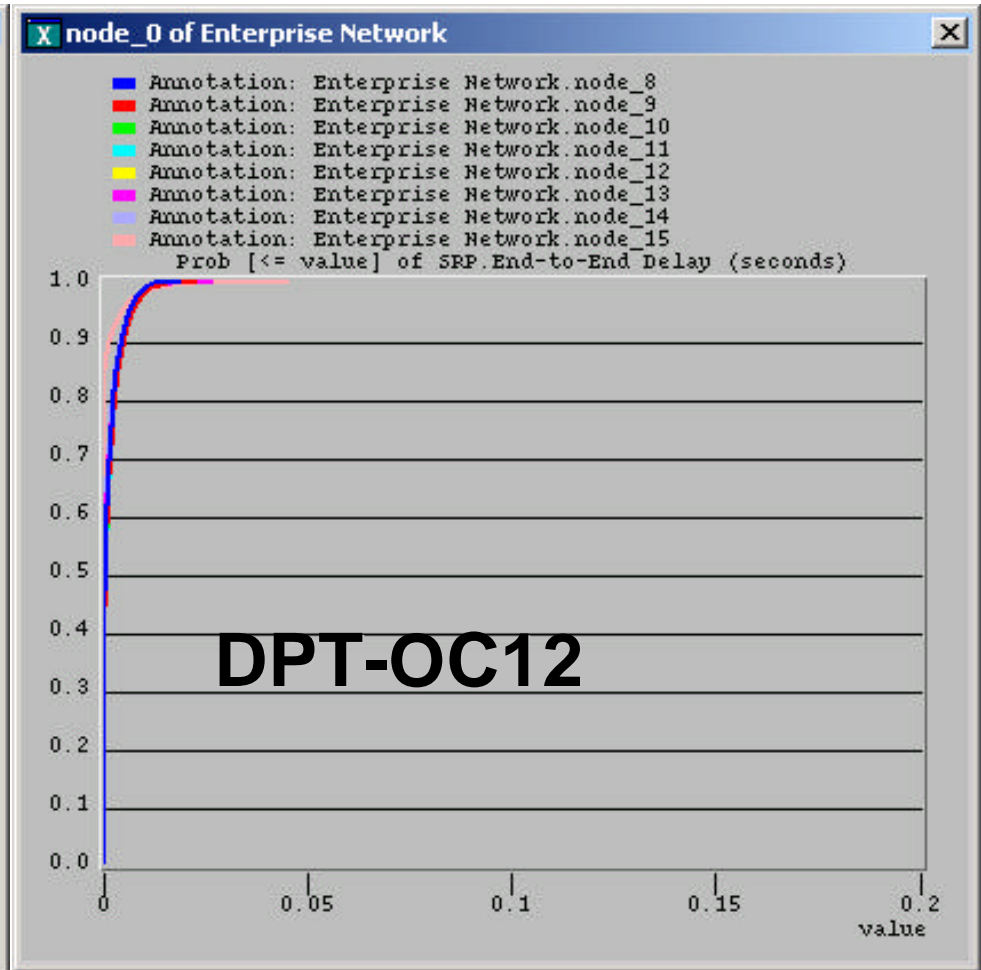 X node_0 of Enterprise Network
Annotation: Enterprise Network.node_8
Annotation: Enterprise Network.node_9
Annotation: Enterprise Network.node_10
Annotation: Enterprise Network.node_11
Annotation: Enterprise Network.node_12
Annotation: Enterprise Network.node_13
Annotation: Enterprise Network.node_14
Annotation: Enterprise Network.node_15
Prob [<= value] of SRP.End-to-End Delay (seconds)
1.0
0.9
0.8
0.7
0.6
0.5
0.4
DPT-OC12
0.3
0.2
0.1
0.0
0 0.05 0.1 0.15 0.2
value